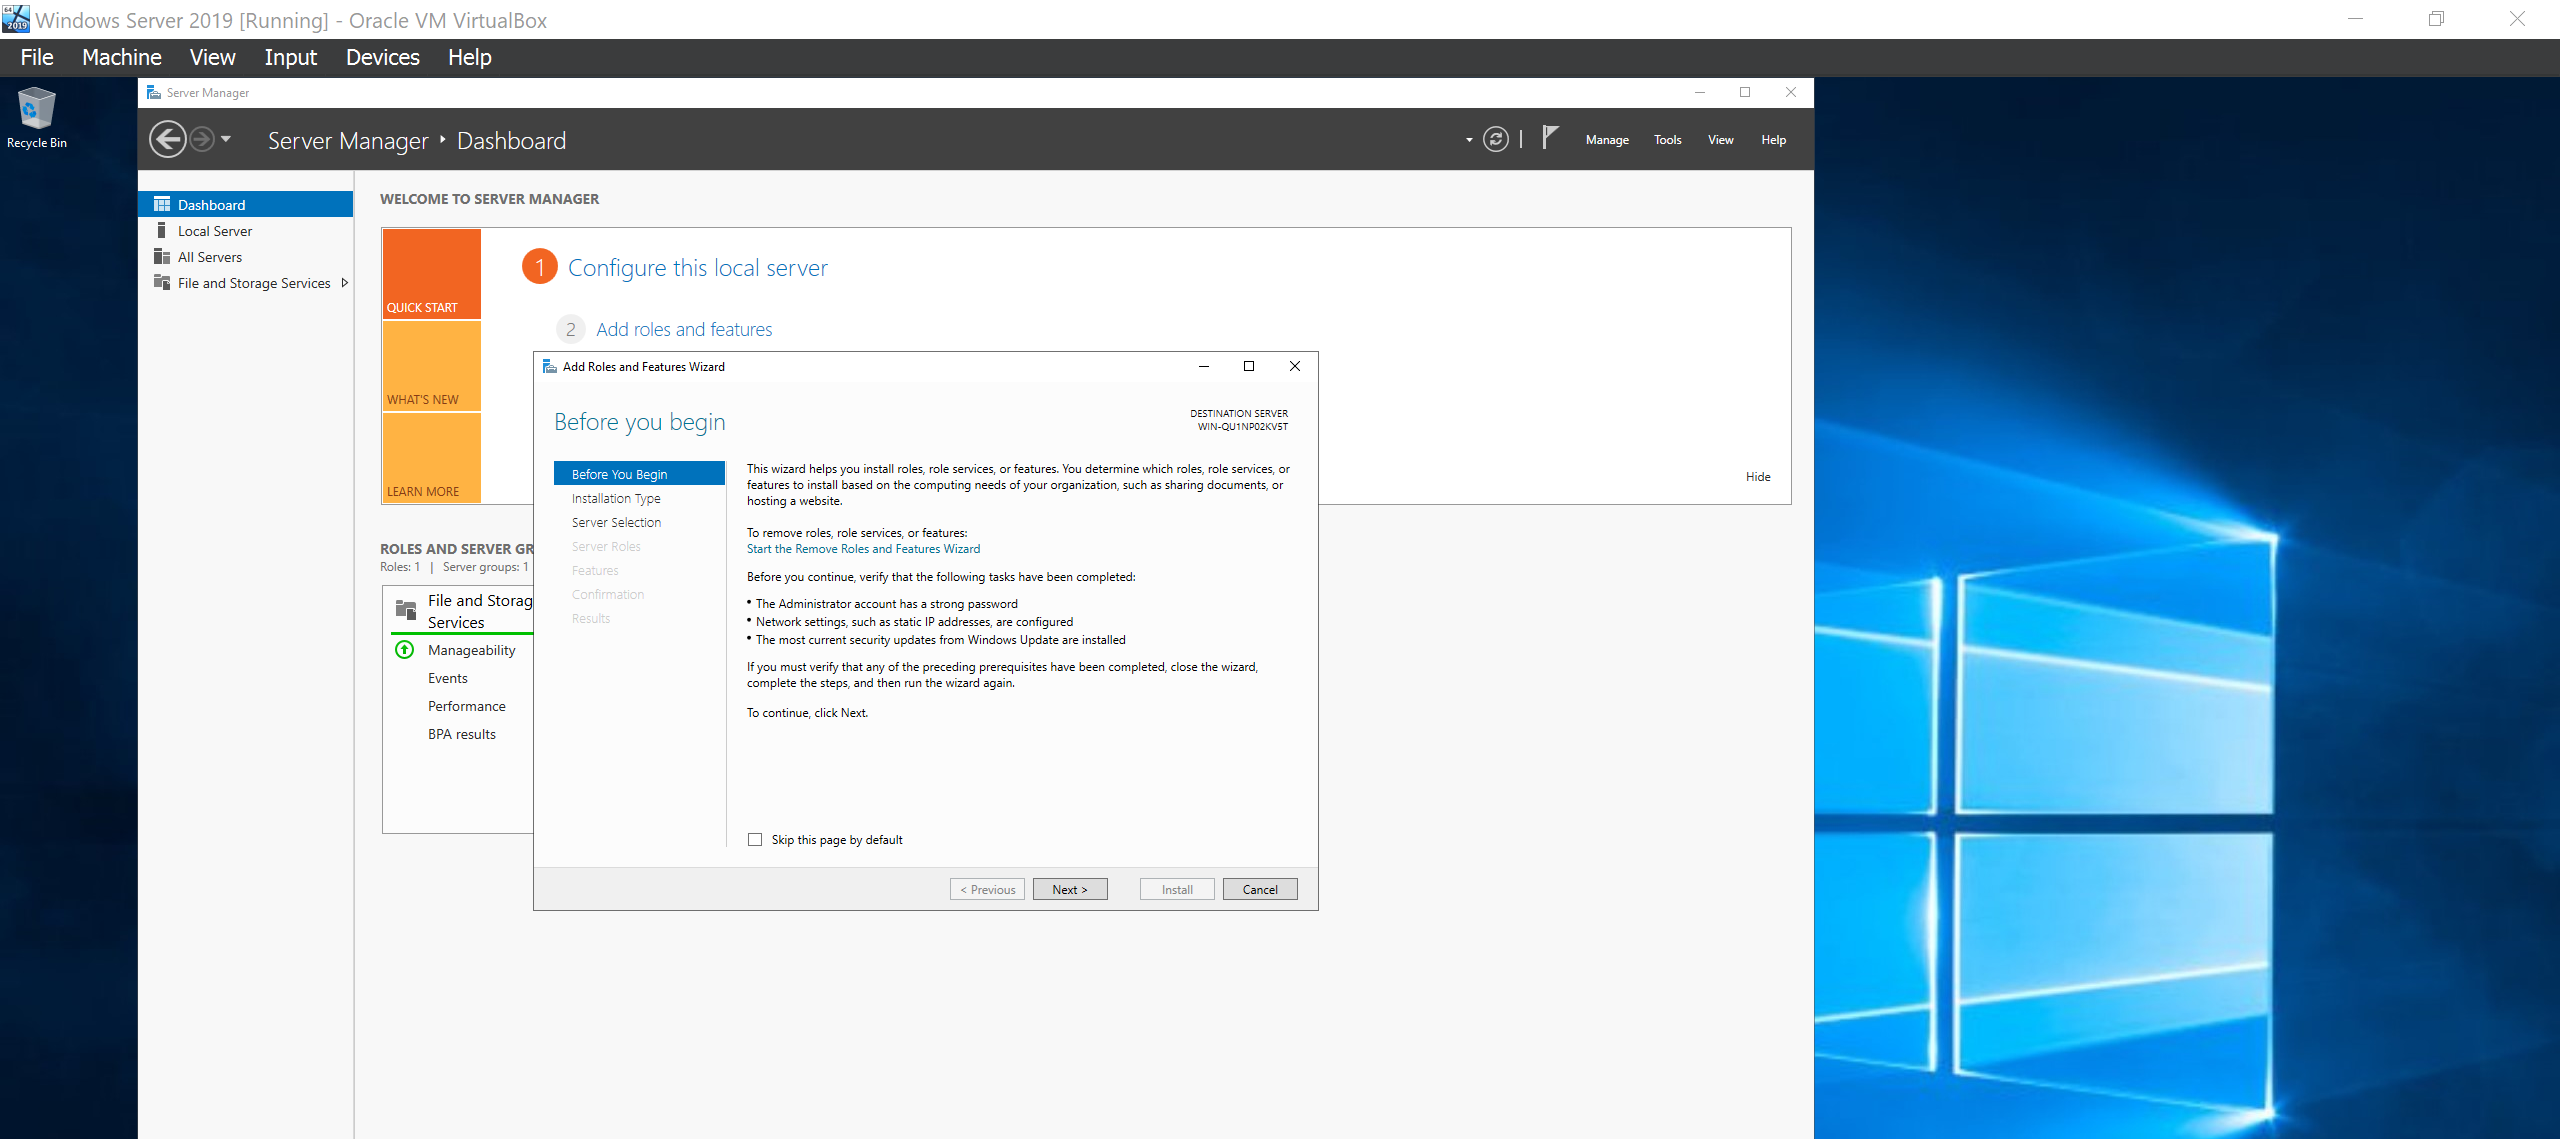 Windows Server 2019 [Running] - Oracle VM VirtualBox
File Machine View Input Devices Help
Recycle Bin
Server Manager
Server Manager ‣ Dashboard
Manage Tools View Help
Dashboard
Local Server
All Servers
File and Storage Services
WELCOME TO SERVER MANAGER
QUICK START
WHAT'S NEW
LEARN MORE
1 Configure this local server
2 Add roles and features
Hide
ROLES AND SERVER GR
Roles: 1 | Server groups: 1
File and Storag
Services
Manageability
Events
Performance
BPA results
Add Roles and Features Wizard
Before you begin
DESTINATION SERVER
WIN-QU1NP02KV5T
Before You Begin
Installation Type
Server Selection
Server Roles
Features
Confirmation
Results
This wizard helps you install roles, role services, or features. You determine which roles, role services, or
features to install based on the computing needs of your organization, such as sharing documents, or
hosting a website.
To remove roles, role services, or features:
Start the Remove Roles and Features Wizard
Before you continue, verify that the following tasks have been completed:
• The Administrator account has a strong password
• Network settings, such as static IP addresses, are configured
• The most current security updates from Windows Update are installed
If you must verify that any of the preceding prerequisites have been completed, close the wizard,
complete the steps, and then run the wizard again.
To continue, click Next.
Skip this page by default
< Previous Next > Install Cancel